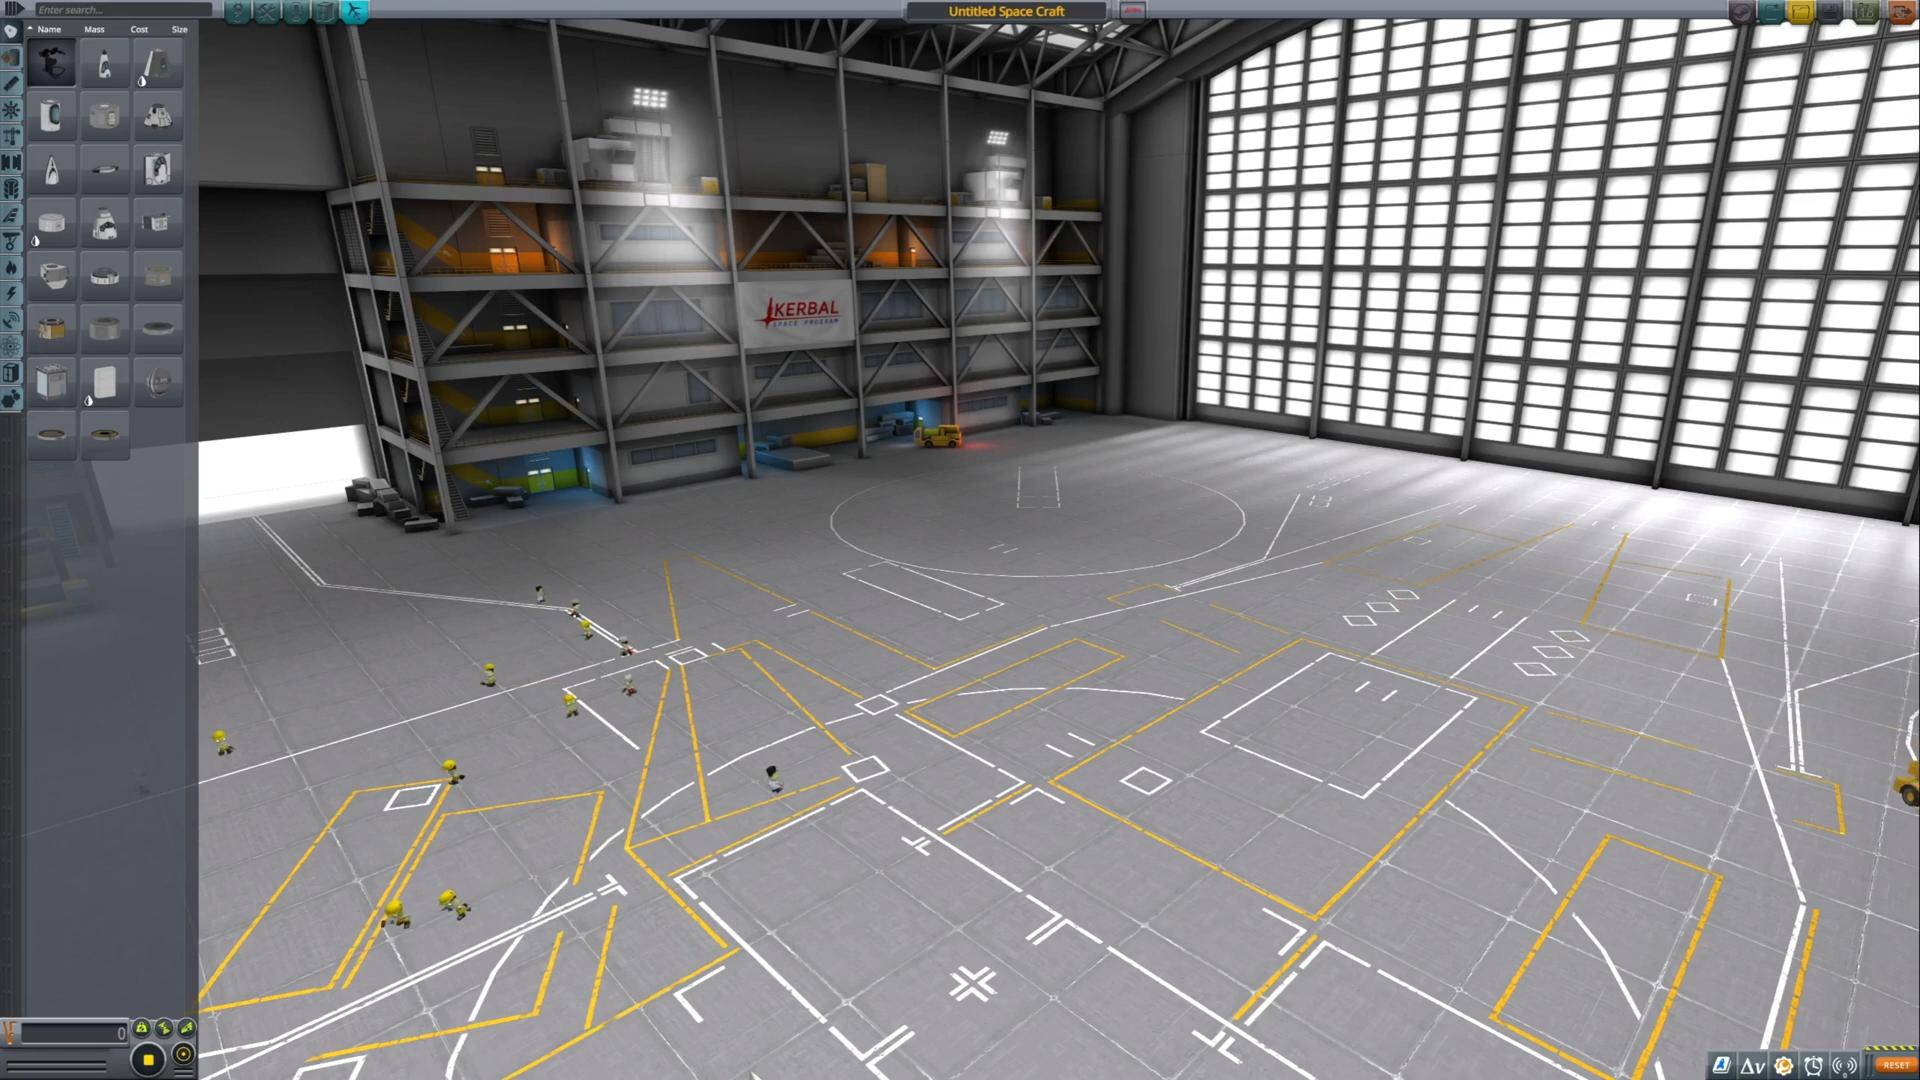 Enter search...
Untitled Space Craft
Name Mass Cost Size
KERBAL
SPACE PROGRAM
0
Δv
RESET